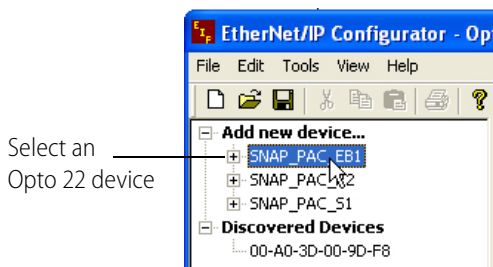 EIF EtherNet/IP Configurator - Opt
File Edit Tools View Help
Add new device...
Select an
Opto 22 device
SNAP_PAC_EB1
SNAP_PAC_
SNAP_PAC_S1
Discovered Devices
00-A0-3D-00-9D-F8